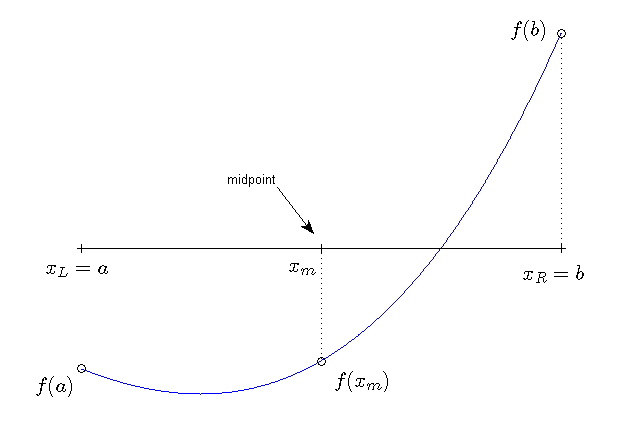 f(b)
midpoint
x_L = a
x_m
x_R = b
f(a)
f(x_m)